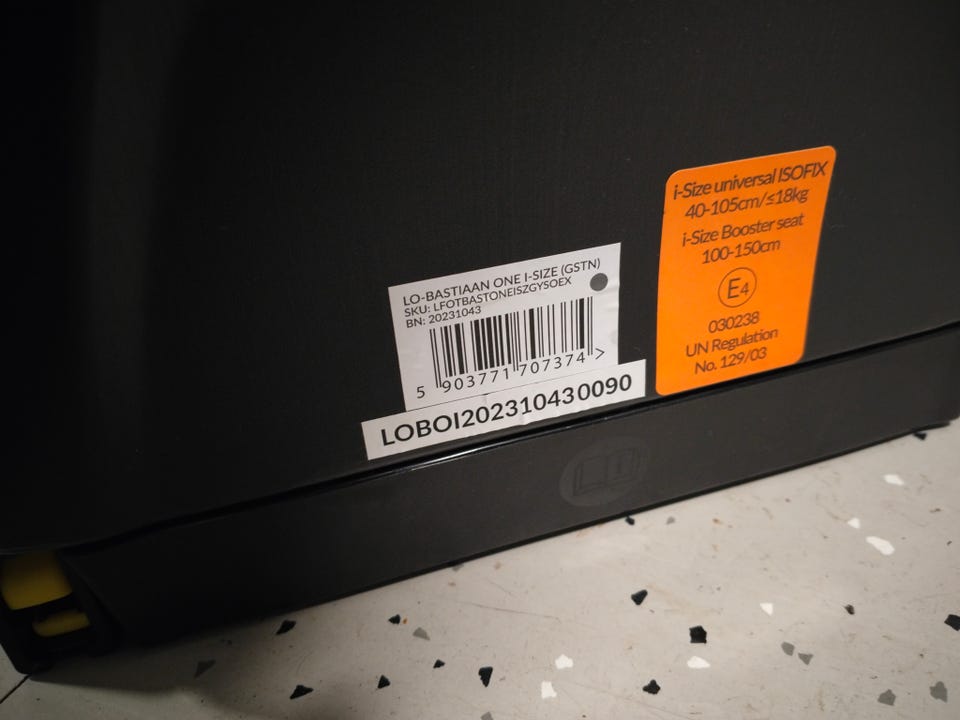 LO-BASTIAAN ONE I-SIZE (GSTN)
SKU: LFOTBASTONEISZGYSOEX
BN: 20231043
5 903771 707374 >
LOBOI202310430090
i-Size universal ISOFIX
40-105cm/≤18kg
i-Size Booster seat
100-150cm
E4
030238
UN Regulation
No. 129/03